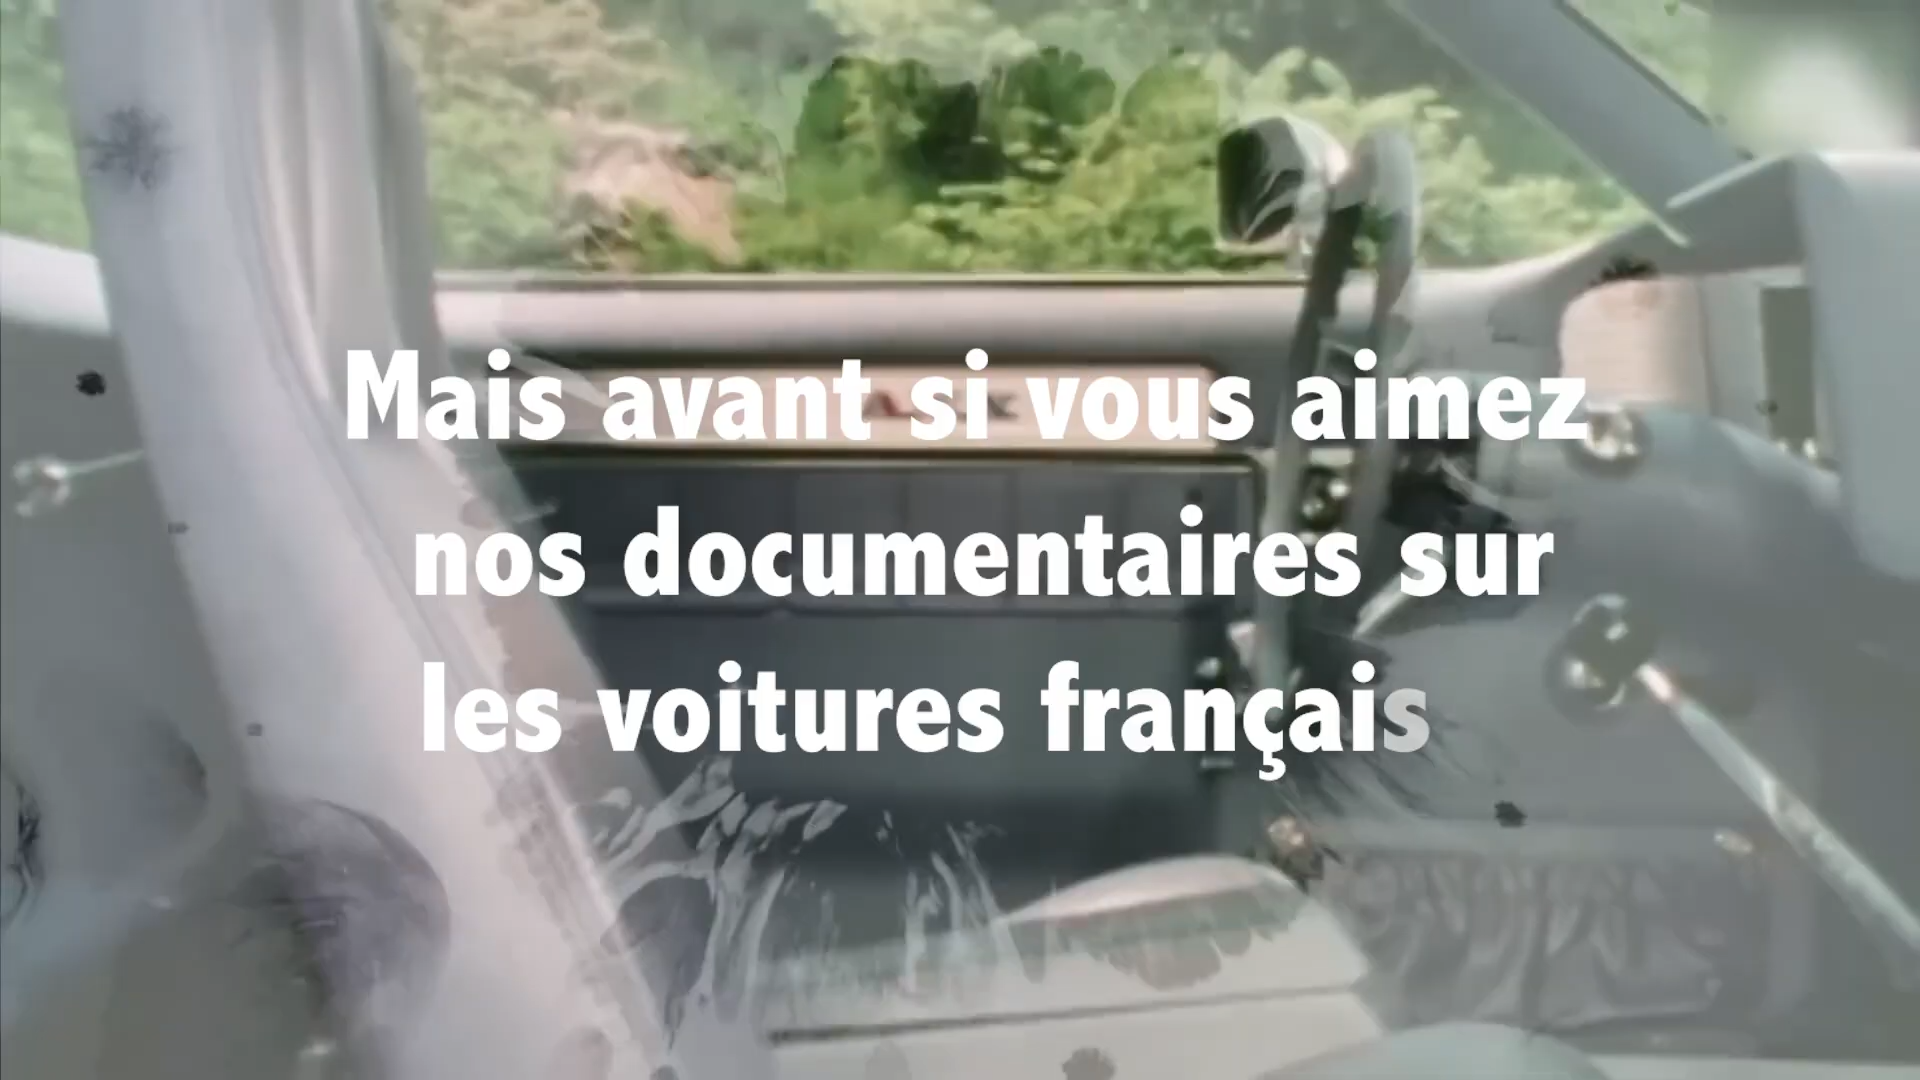 Mais avant si vous aimez
nos documentaires sur
les voitures français